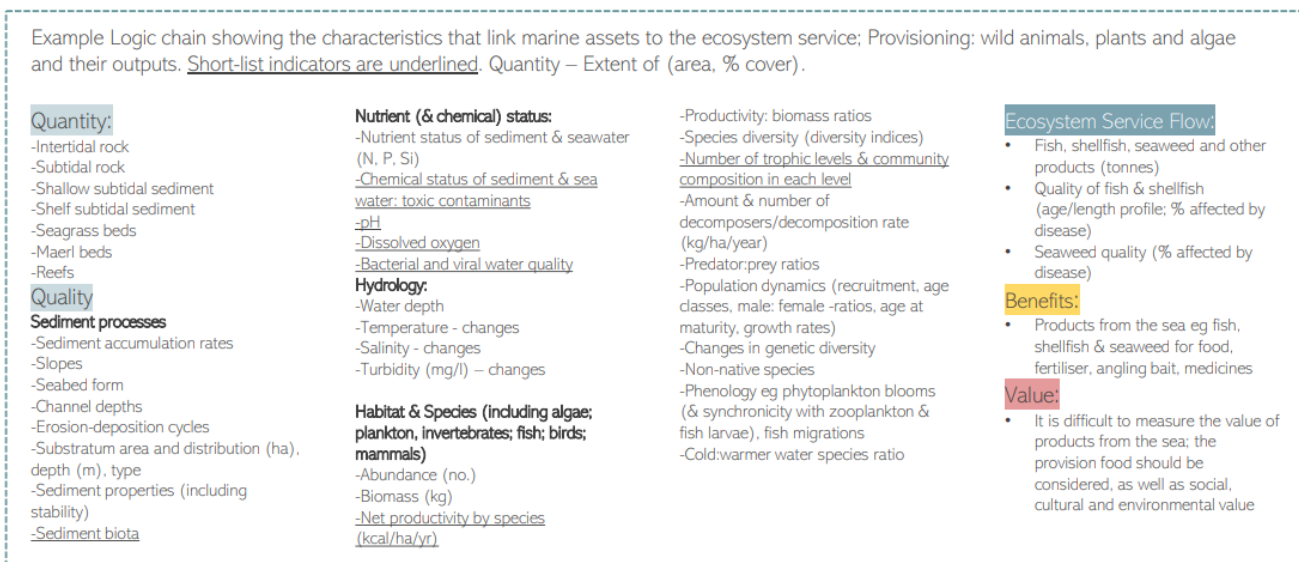 Example Logic chain showing the characteristics that link marine assets to the ecosystem service; Provisioning: wild animals, plants and algae
and their outputs. Short-list indicators are underlined. Quantity – Extent of (area, % cover).
Quantity:
-Intertidal rock
-Subtidal rock
-Shallow subtidal sediment
-Shelf subtidal sediment
-Seagrass beds
-Maerl beds
-Reefs
Quality
Sediment processes
-Sediment accumulation rates
-Slopes
-Seabed form
-Channel depths
-Erosion-deposition cycles
-Substratum area and distribution (ha),
depth (m), type
-Sediment properties (including
stability)
-Sediment biota
Nutrient (& chemical) status:
-Nutrient status of sediment & seawater
(N, P, Si)
-Chemical status of sediment & sea
water: toxic contaminants
-pH
-Dissolved oxygen
-Bacterial and viral water quality
Hydrology:
-Water depth
-Temperature - changes
-Salinity - changes
-Turbidity (mg/l) – changes
Habitat & Species (including algae;
plankton, invertebrates; fish; birds;
mammals)
-Abundance (no.)
-Biomass (kg)
-Net productivity by species
(kcal/ha/yr)
-Productivity: biomass ratios
-Species diversity (diversity indices)
-Number of trophic levels & community
composition in each level
-Amount & number of
decomposers/decomposition rate
(kg/ha/year)
-Predator:prey ratios
-Population dynamics (recruitment, age
classes, male: female -ratios, age at
maturity, growth rates)
-Changes in genetic diversity
-Non-native species
-Phenology eg phytoplankton blooms
(& synchronicity with zooplankton &
fish larvae), fish migrations
-Cold:warmer water species ratio
Ecosystem Service Flow:
• Fish, shellfish, seaweed and other
products (tonnes)
• Quality of fish & shellfish
(age/length profile; % affected by
disease)
• Seaweed quality (% affected by
disease)
Benefits:
• Products from the sea eg fish,
shellfish & seaweed for food,
fertiliser, angling bait, medicines
Value:
• It is difficult to measure the value of
products from the sea; the
provision food should be
considered, as well as social,
cultural and environmental value